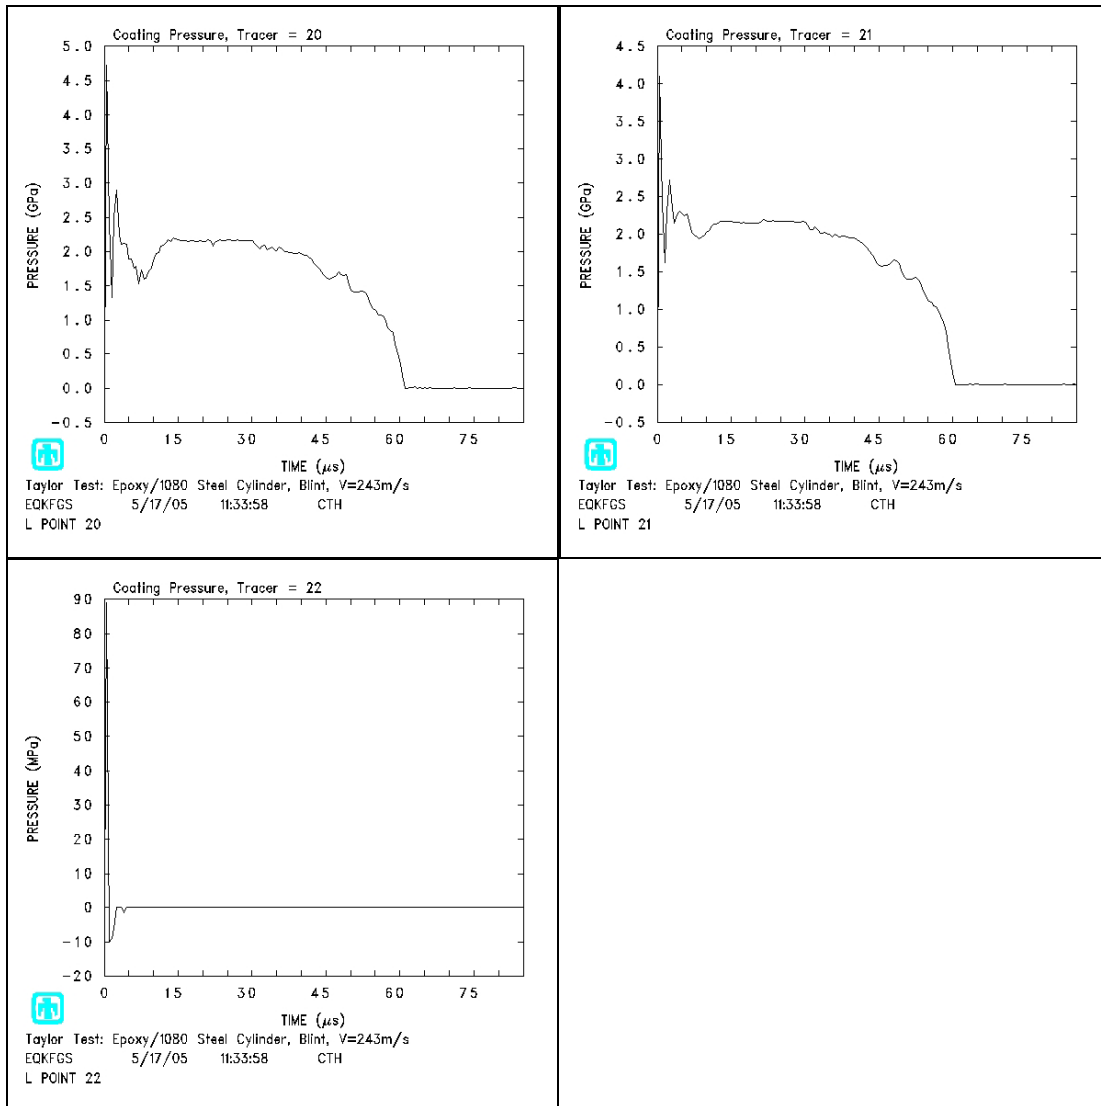 Coating Pressure, Tracer = 20
5.0
4.5
4.0
3.5
3.0
2.5
2.0
1.5
1.0
0.5
0.0
-0.5
PRESSURE (GPa)
0 15 30 45 60 75
TIME (μs)
Taylor Test: Epoxy/1080 Steel Cylinder, Blint, V=243m/s
EQKFGS 5/17/05 11:33:58 CTH
L POINT 20
Coating Pressure, Tracer = 21
4.5
4.0
3.5
3.0
2.5
2.0
1.5
1.0
0.5
0.0
-0.5
PRESSURE (GPa)
0 15 30 45 60 75
TIME (μs)
Taylor Test: Epoxy/1080 Steel Cylinder, Blint, V=243m/s
EQKFGS 5/17/05 11:33:58 CTH
L POINT 21
Coating Pressure, Tracer = 22
90
80
70
60
50
40
30
20
10
0
-10
-20
PRESSURE (MPa)
0 15 30 45 60 75
TIME (μs)
Taylor Test: Epoxy/1080 Steel Cylinder, Blint, V=243m/s
EQKFGS 5/17/05 11:33:58 CTH
L POINT 22